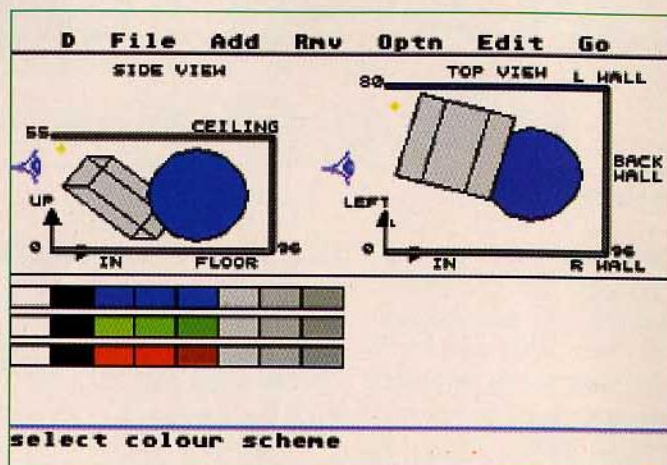 D File Add Rmv Optn Edit Go
SIDE VIEW
55
CEILING
UP
0
96
IN FLOOR
TOP VIEW L WALL
80
BACK
WALL
LEFT
L
0
96
IN R WALL
select colour scheme